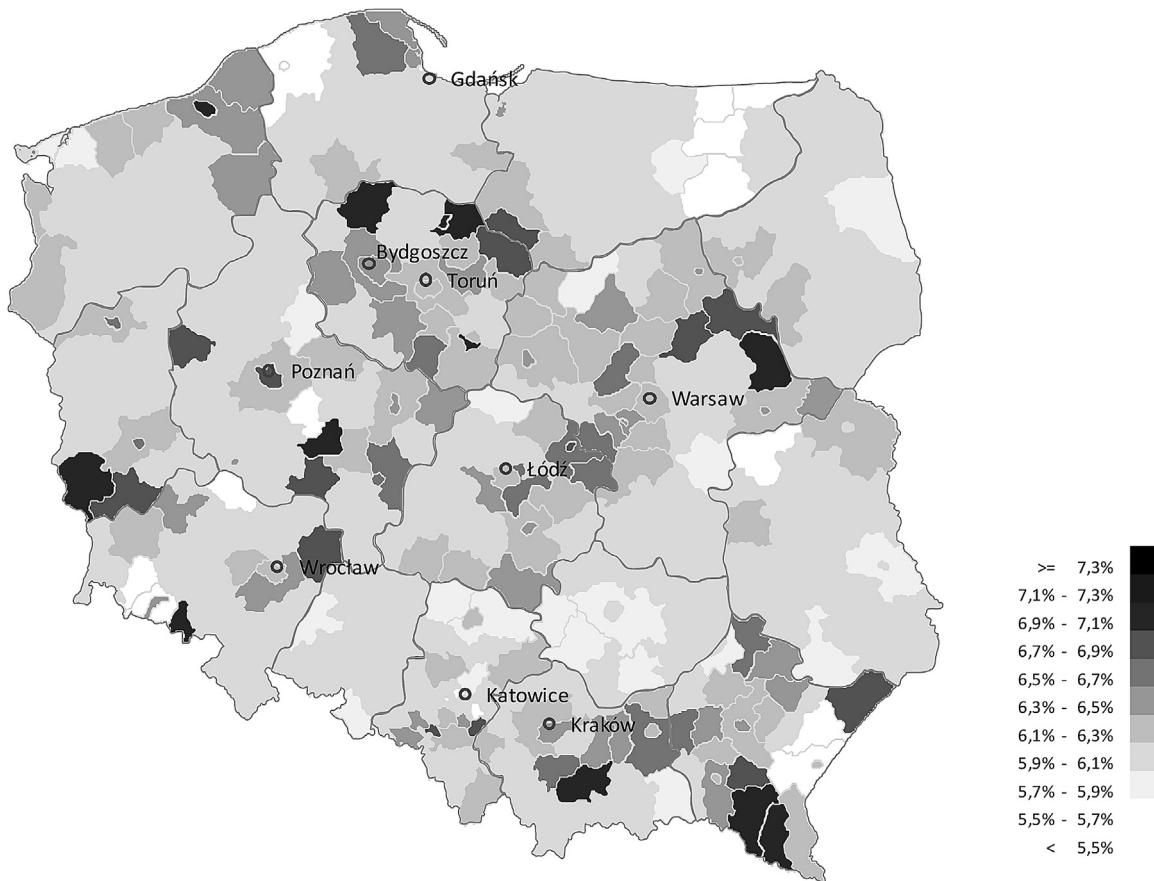 Gdańsk
Bydgoszcz
Toruń
Poznań
Warsaw
Łódź
Wrocław
Katowice
Kraków
>= 7,3%
7,1% - 7,3%
6,9% - 7,1%
6,7% - 6,9%
6,5% - 6,7%
6,3% - 6,5%
6,1% - 6,3%
5,9% - 6,1%
5,7% - 5,9%
5,5% - 5,7%
< 5,5%